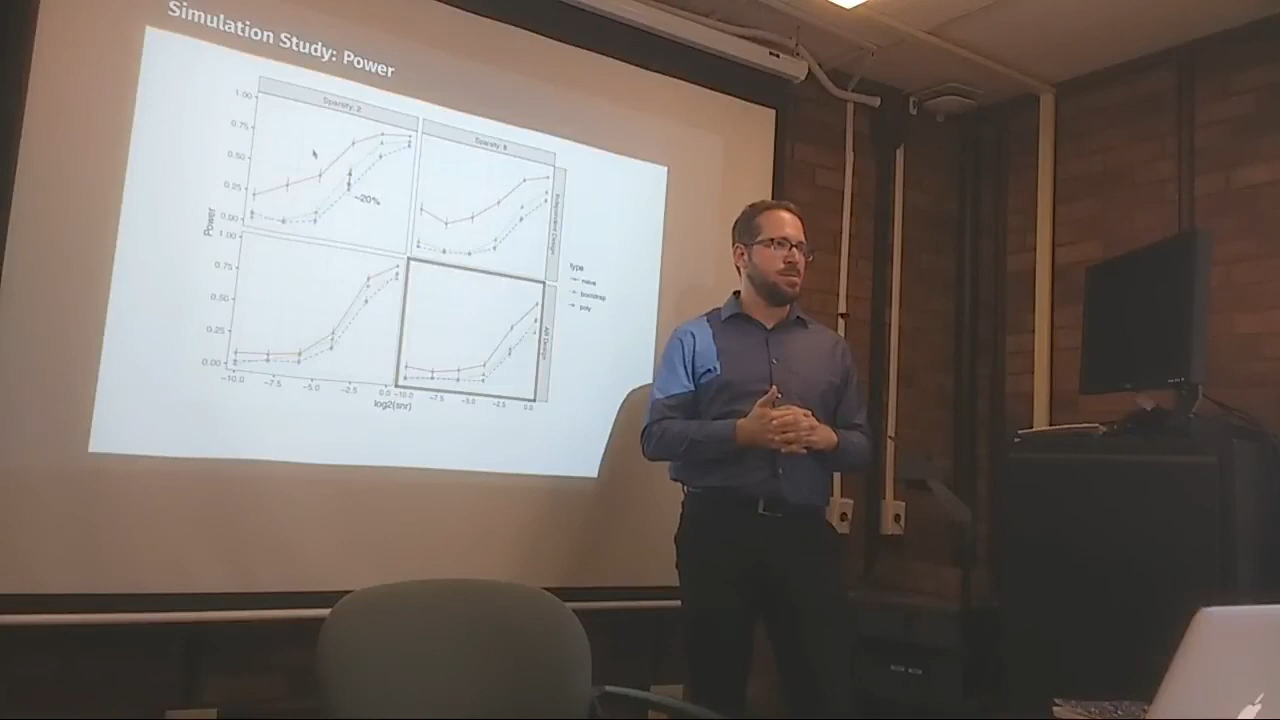 Simulation Study: Power
Sparsity: 2
Sparsity: 8
1.00
0.75
0.50
0.25
0.00
~20%
Independent Design
Power
1.00
0.75
0.50
0.25
0.00
AR Design
type
naive
bootstrap
poly
-10.0 -7.5 -5.0 -2.5 0.0 -10.0 -7.5 -5.0 -2.5 0.0
log2(snr)